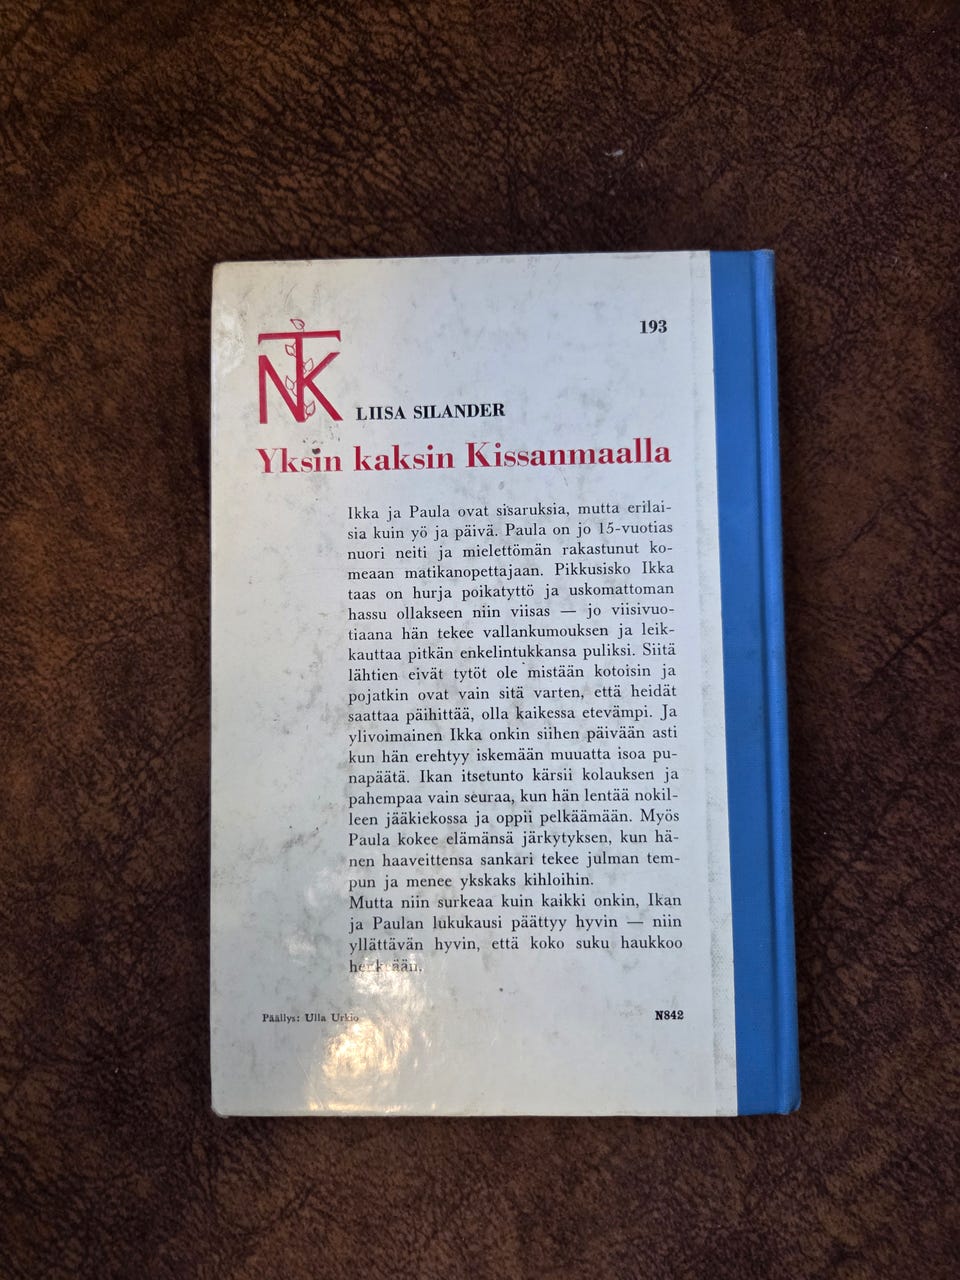 193
NTK
LIISA SILANDER
Yksin kaksin Kissanmaalla
Ikka ja Paula ovat sisaruksia, mutta erilai-
sia kuin yö ja päivä. Paula on jo 15-vuotias
nuori neiti ja mielettömän rakastunut ko-
meaan matikanopettajaan. Pikkusisko Ikka
taas on hurja poikatyttö ja uskomattoman
hassu ollakseen niin viisas — jo viisivuo-
tiaana hän tekee vallankumouksen ja leik-
kauttaa pitkän enkelintukkansa puliksi. Siitä
lähtien eivät tytöt ole mistään kotoisin ja
pojatkin ovat vain sitä varten, että heidät
saattaa päihittää, olla kaikessa etevämpi. Ja
ylivoimainen Ikka onkin siihen päivään asti
kun hän erehtyy iskemään muuatta isoa pu-
napäätä. Ikan itsetunto kärsii kolauksen ja
pahempaa vain seuraa, kun hän lentää nokil-
leen jääkiekossa ja oppii pelkäämään. Myös
Paula kokee elämänsä järkytyksen, kun hä-
nen haaveittensa sankari tekee julman tem-
pun ja menee ykskaks kihloihin.
Mutta niin surkeaa kuin kaikki onkin, Ikan
ja Paulan lukukausi päättyy hyvin — niin
yllättävän hyvin, että koko suku haukkoo
henkeään.
Päällys: Ulla Urkio
N842